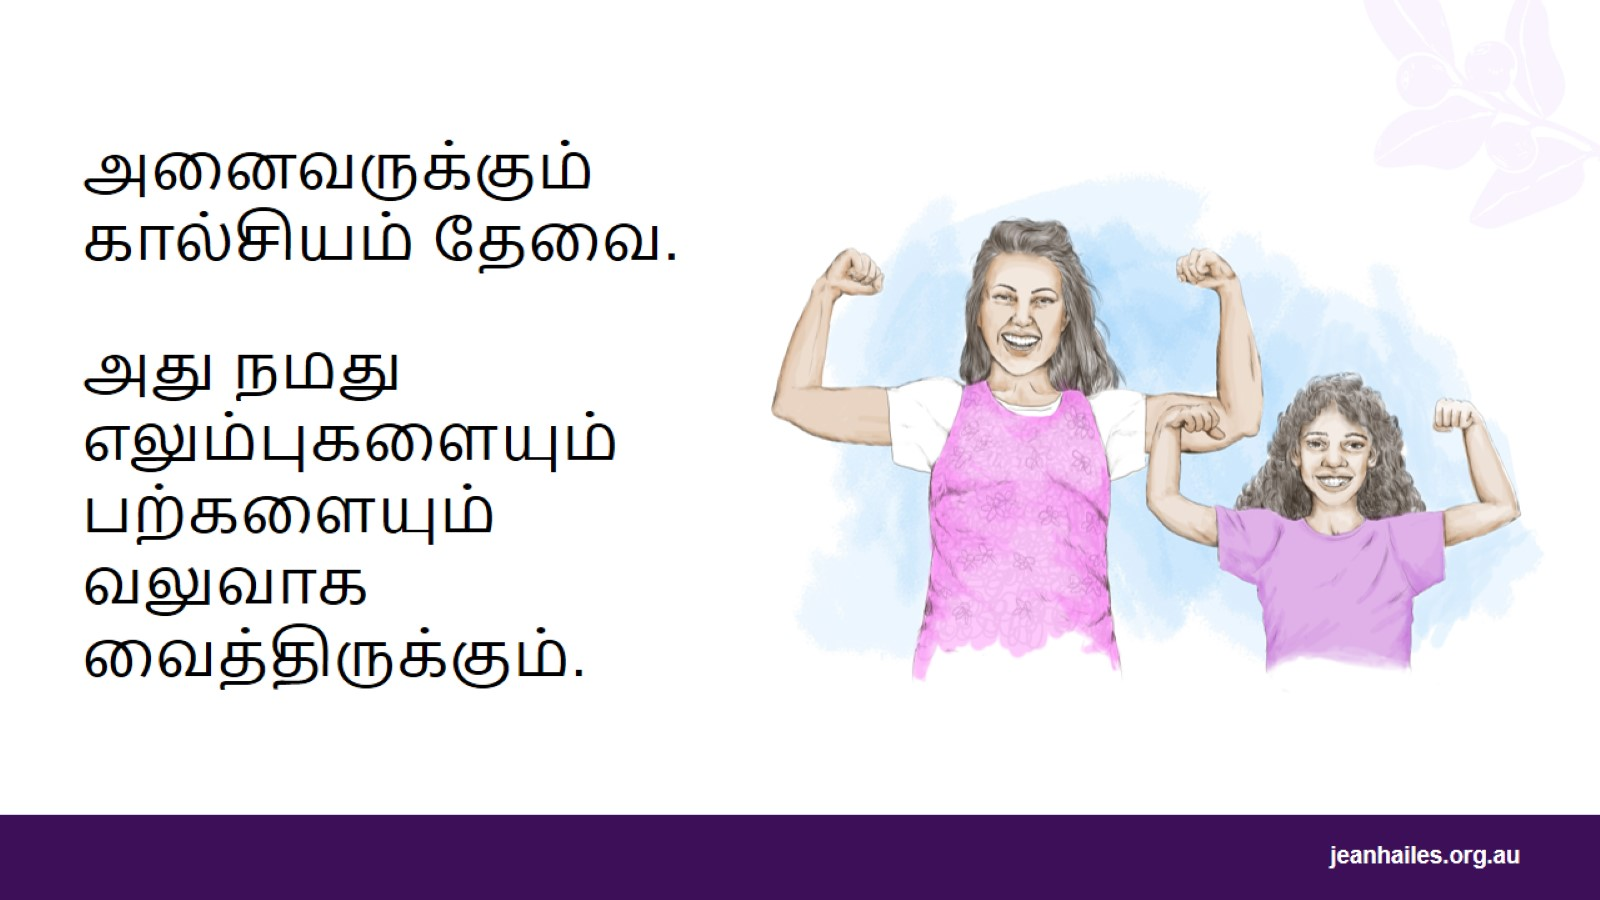 அனைவருக்கும்
கால்சியம் தேவை.
அது நமது
எலும்புகளையும்
பற்களையும்
வலுவாக
வைத்திருக்கும்.
jeanhailes.org.au